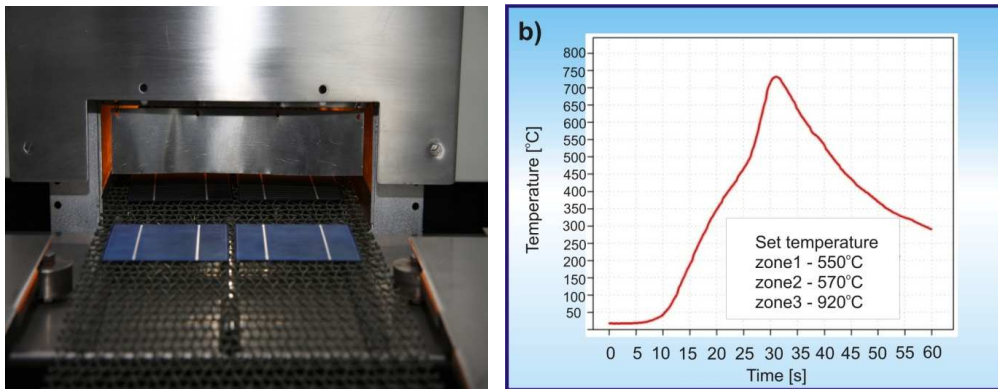 b)
Temperature [°C]
800
750
700
650
600
550
500
450
400
350
300
250
200
150
100
50
Set temperature
zone1 - 550°C
zone2 - 570°C
zone3 - 920°C
0 5 10 15 20 25 30 35 40 45 50 55 60
Time [s]